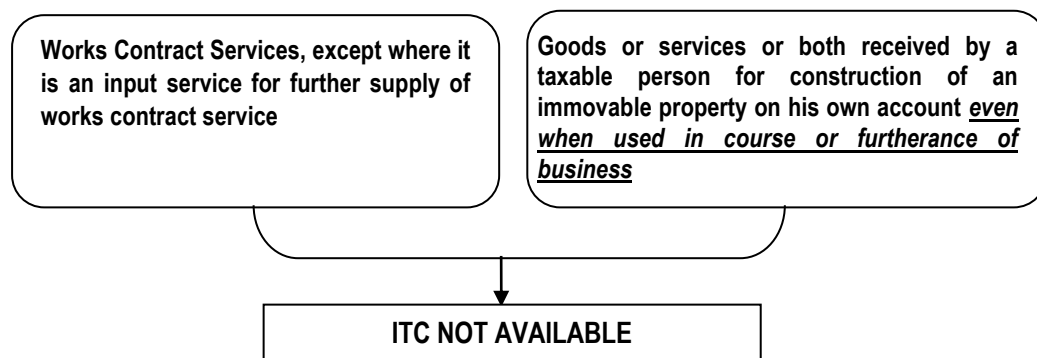 Works Contract Services, except where it
is an input service for further supply of
works contract service
Goods or services or both received by a
taxable person for construction of an
immovable property on his own account even
when used in course or furtherance of
business
ITC NOT AVAILABLE